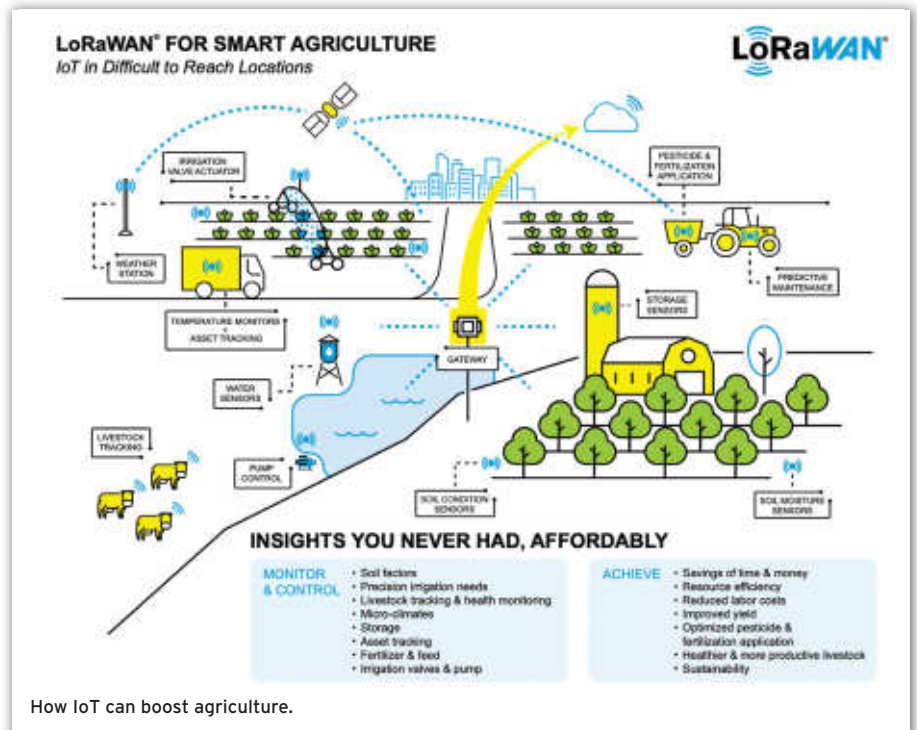 LoRaWAN® FOR SMART AGRICULTURE
IoT in Difficult to Reach Locations
LoRaWAN®
IRRIGATION
VALVE ACTUATOR
PESTICIDE &
FERTILIZATION
APPLICATION
WEATHER
STATION
PREDICTIVE
MAINTENANCE
STORAGE
SENSORS
TEMPERATURE MONITORS
+
ASSET TRACKING
GATEWAY
WATER
SENSORS
LIVESTOCK
TRACKING
PUMP
CONTROL
SOIL CONDITION
SENSORS
SOIL MOISTURE
SENSORS
INSIGHTS YOU NEVER HAD, AFFORDABLY
MONITOR
& CONTROL
• Soil factors
• Precision irrigation needs
• Livestock tracking & health monitoring
• Micro-climates
• Storage
• Asset tracking
• Fertilizer & feed
• Irrigation valves & pump
ACHIEVE
• Savings of time & money
• Resource efficiency
• Reduced labor costs
• Improved yield
• Optimized pesticide &
fertilization application
• Healthier & more productive livestock
• Sustainability
How IoT can boost agriculture.